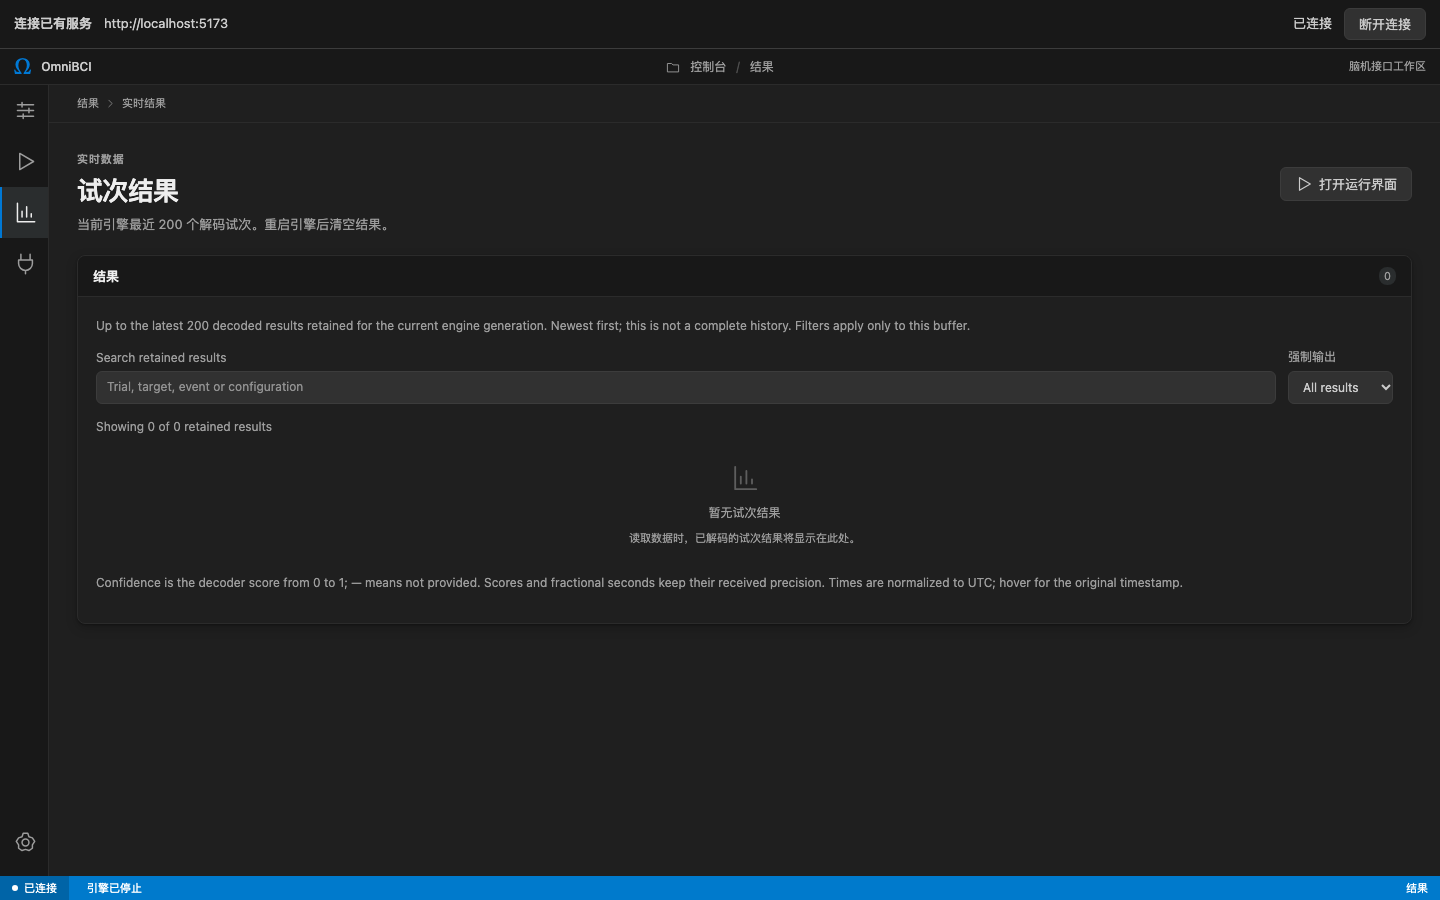 连接已有服务 http://localhost:5173 已连接 断开连接
Ω OmniBCI 控制台 / 结果 脑机接口工作区
结果 > 实时结果
实时数据
试次结果
当前引擎最近 200 个解码试次。重启引擎后清空结果。
打开运行界面
结果 0
Up to the latest 200 decoded results retained for the current engine generation. Newest first; this is not a complete history. Filters apply only to this buffer.
Search retained results 强制输出
Trial, target, event or configuration All results
Showing 0 of 0 retained results
暂无试次结果
读取数据时，已解码的试次结果将显示在此处。
Confidence is the decoder score from 0 to 1; — means not provided. Scores and fractional seconds keep their received precision. Times are normalized to UTC; hover for the original timestamp.
已连接 引擎已停止 结果